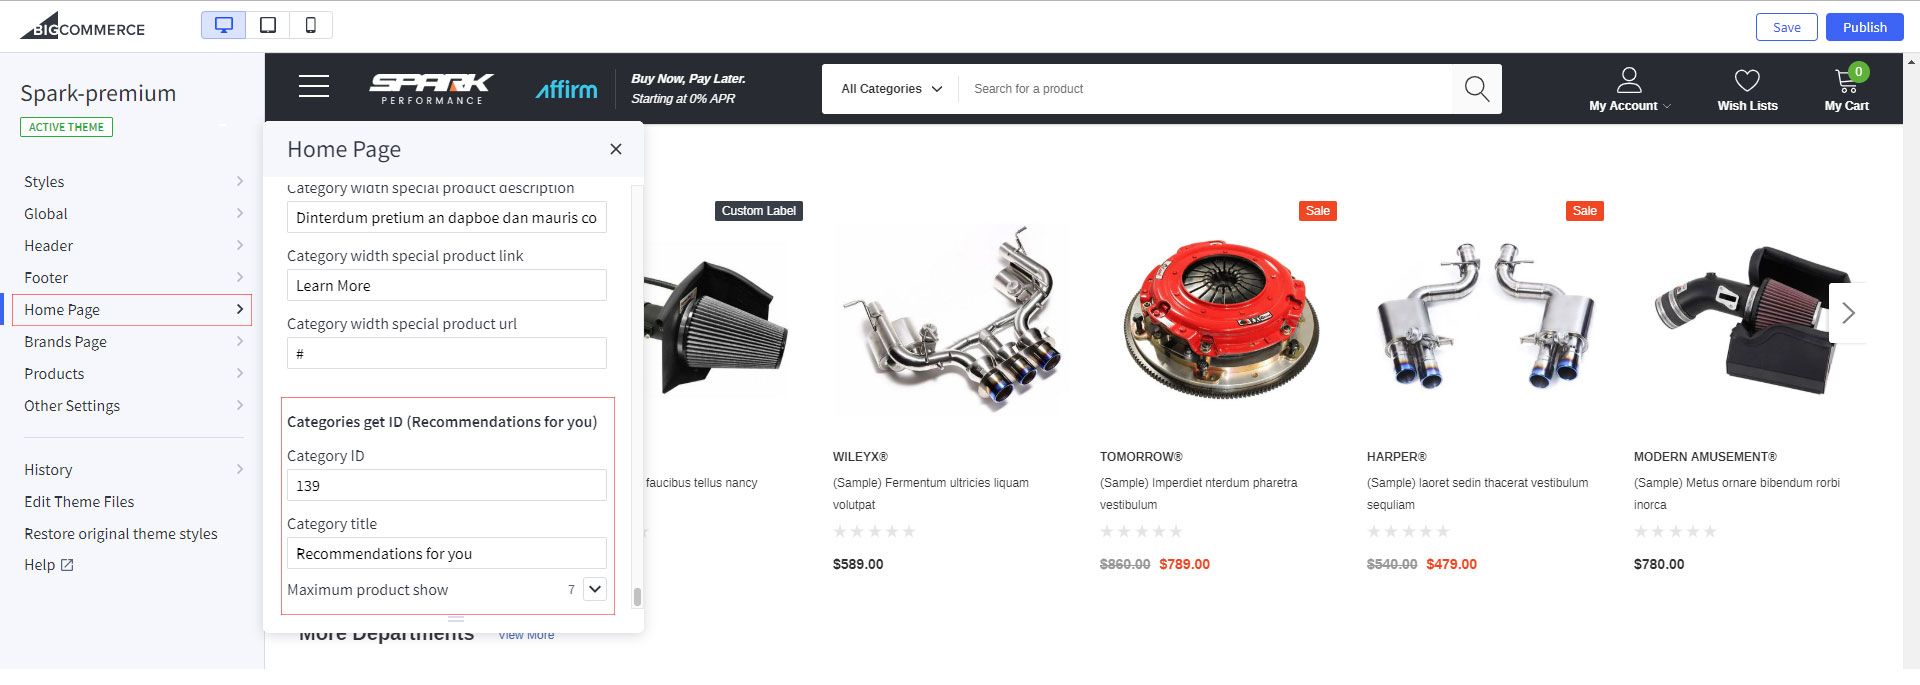 BIGCOMMERCE
Save
Publish
Spark-premium
ACTIVE THEME
Styles
Global
Header
Footer
Home Page
Brands Page
Products
Other Settings
History
Edit Theme Files
Restore original theme styles
Help
SPARK
PERFORMANCE
affirm
Buy Now, Pay Later.
Starting at 0% APR
All Categories
Search for a product
My Account
Wish Lists
0
My Cart
Home Page
Category width special product description
Dinterdum pretium an dapboe dan mauris co
Category width special product link
Learn More
Category width special product url
#
Categories get ID (Recommendations for you)
Category ID
139
Category title
Recommendations for you
Maximum product show 7
Custom Label
faucibus tellus nancy
WILEYX®
(Sample) Fermentum ultricies liquam
volutpat
$589.00
Sale
TOMORROW®
(Sample) Imperdiet nterdum pharetra
vestibulum
$860.00 $789.00
Sale
HARPER®
(Sample) laoret sedin thacerat vestibulum
sequliam
$540.00 $479.00
MODERN AMUSEMENT®
(Sample) Metus ornare bibendum rorbi
inorca
$780.00
More Departments View More